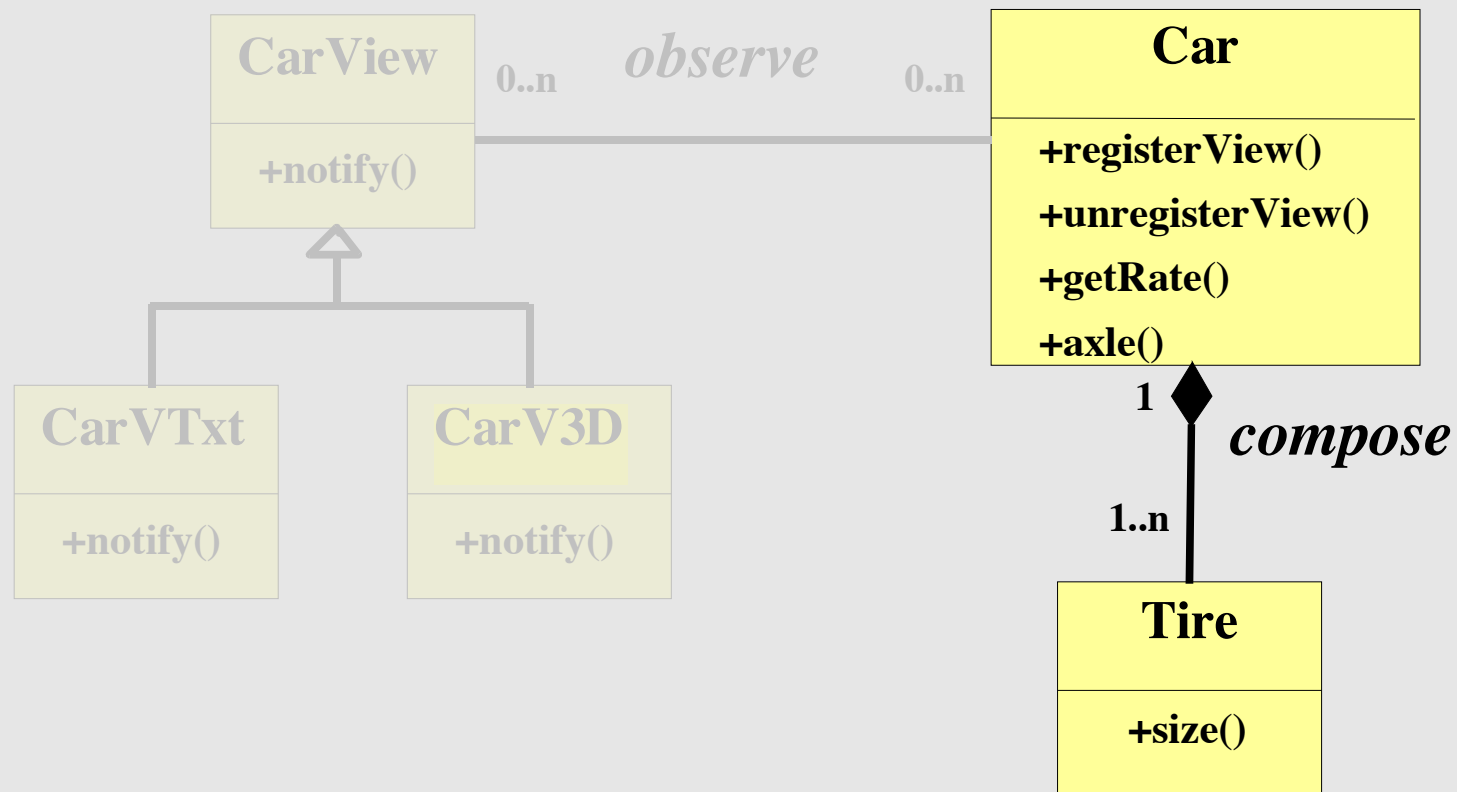 CarView
0..n
observe
0..n
+notify()
Car
+registerView()
+unregisterView()
+getRate()
+axle()
CarVTxt
+notify()
CarV3D
+notify()
1
compose
1..n
Tire
+size()